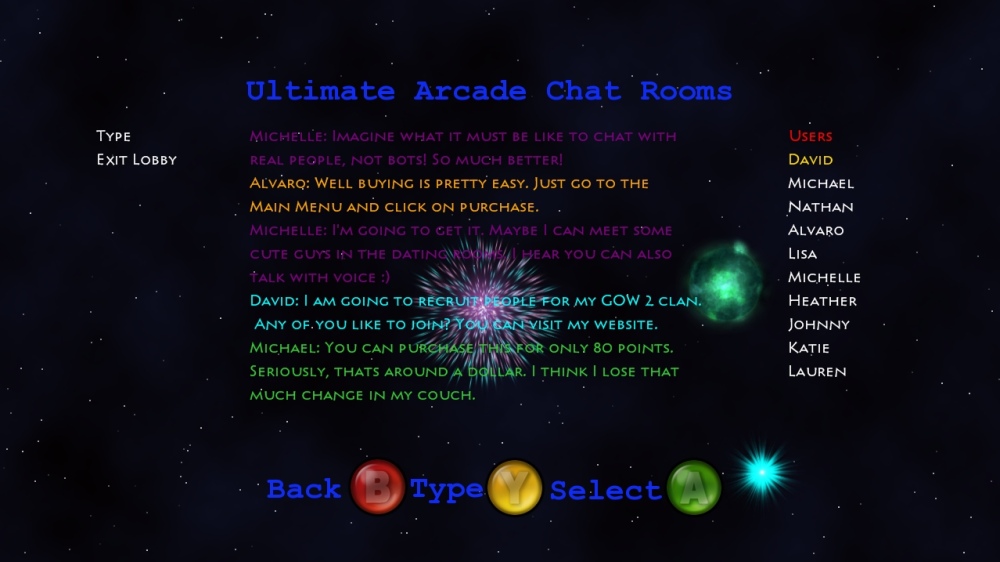 Ultimate Arcade Chat Rooms
Type
Exit Lobby
Michelle: Imagine what it must be like to chat with
real people, not bots! So much better!
Alvaro: Well buying is pretty easy. Just go to the
Main Menu and click on purchase.
Michelle: I'm going to get it. Maybe I can meet some
cute guys in the dating rooms. I hear you can also
talk with voice :)
David: I am going to recruit people for my GOW 2 clan.
Any of you like to join? You can visit my website.
Michael: You can purchase this for only 80 points.
Seriously, thats around a dollar. I think I lose that
much change in my couch.
Users
David
Michael
Nathan
Alvaro
Lisa
Michelle
Heather
Johnny
Katie
Lauren
Back B Type Y Select A